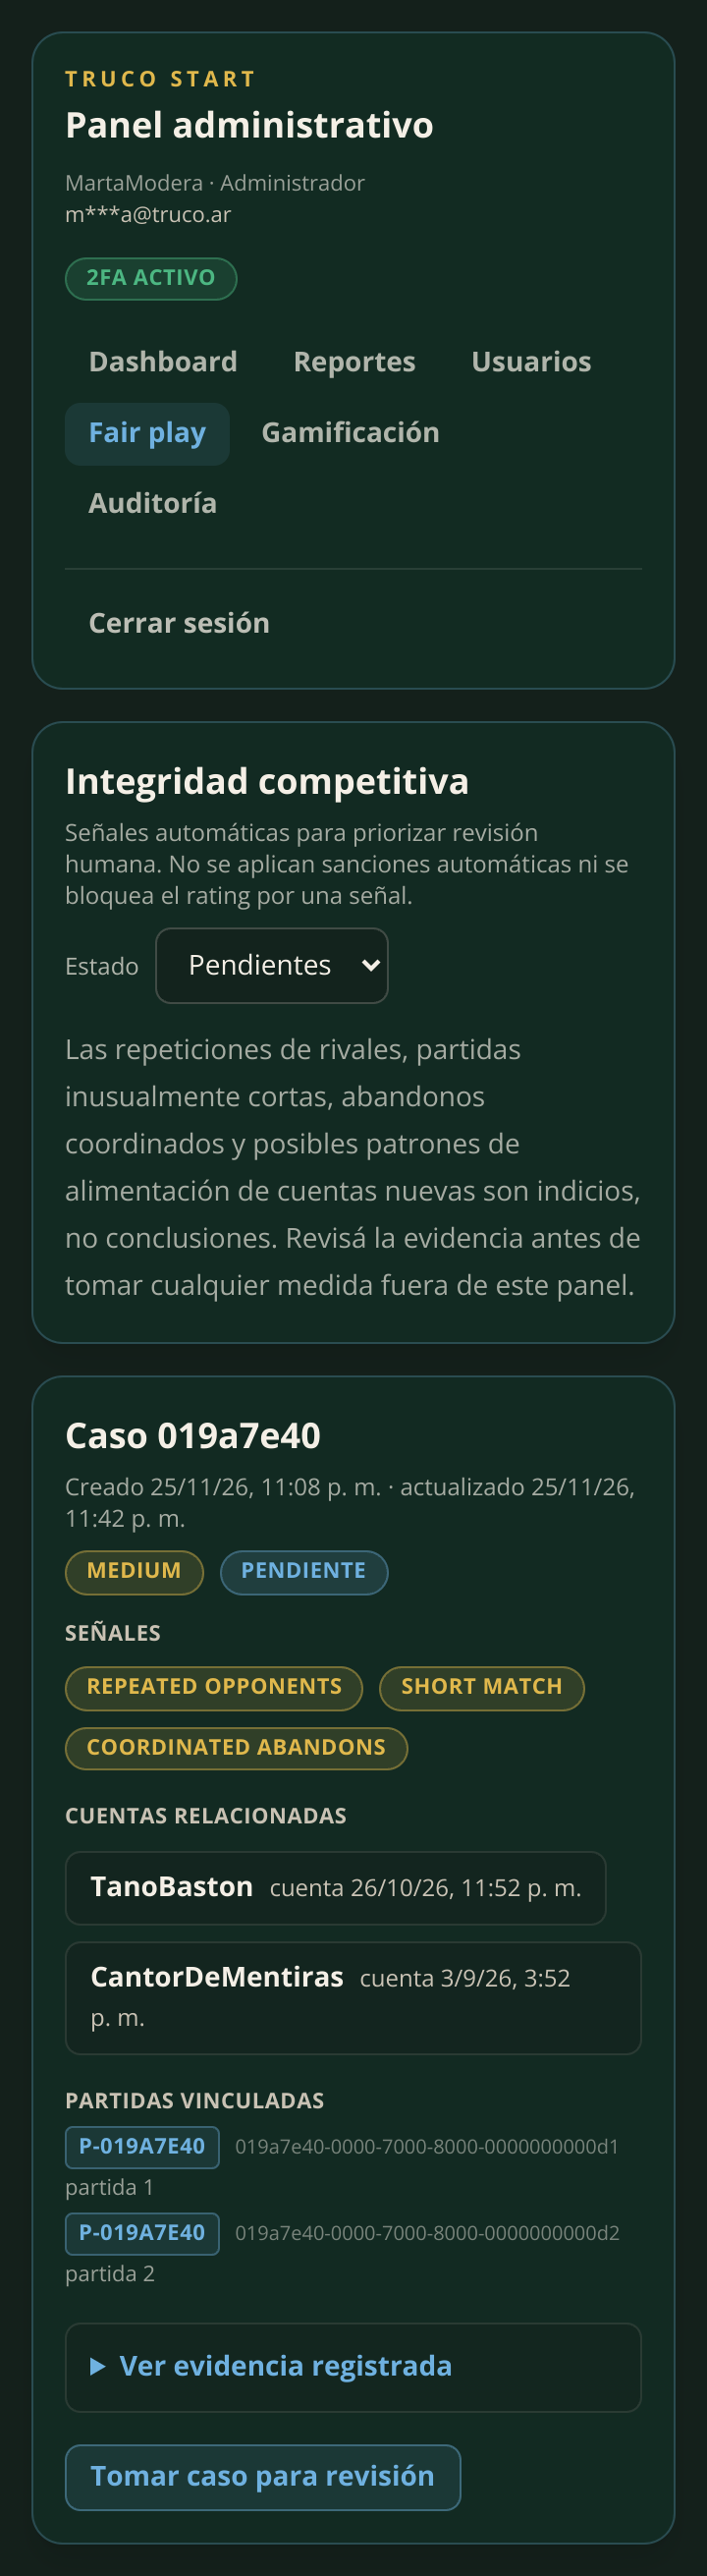 TRUCO START
Panel administrativo
MartaModera · Administrador
m***a@truco.ar
2FA ACTIVO
Dashboard Reportes Usuarios
Fair play Gamificación
Auditoría
Cerrar sesión
Integridad competitiva
Señales automáticas para priorizar revisión
humana. No se aplican sanciones automáticas ni se
bloquea el rating por una señal.
Estado Pendientes
Las repeticiones de rivales, partidas
inusualmente cortas, abandonos
coordinados y posibles patrones de
alimentación de cuentas nuevas son indicios,
no conclusiones. Revisá la evidencia antes de
tomar cualquier medida fuera de este panel.
Caso 019a7e40
Creado 25/11/26, 11:08 p. m. · actualizado 25/11/26,
11:42 p. m.
MEDIUM PENDIENTE
SEÑALES
REPEATED OPPONENTS SHORT MATCH
COORDINATED ABANDONS
CUENTAS RELACIONADAS
TanoBaston cuenta 26/10/26, 11:52 p. m.
CantorDeMentiras cuenta 3/9/26, 3:52
p. m.
PARTIDAS VINCULADAS
P-019A7E40 019a7e40-0000-7000-8000-0000000000d1
partida 1
P-019A7E40 019a7e40-0000-7000-8000-0000000000d2
partida 2
Ver evidencia registrada
Tomar caso para revisión